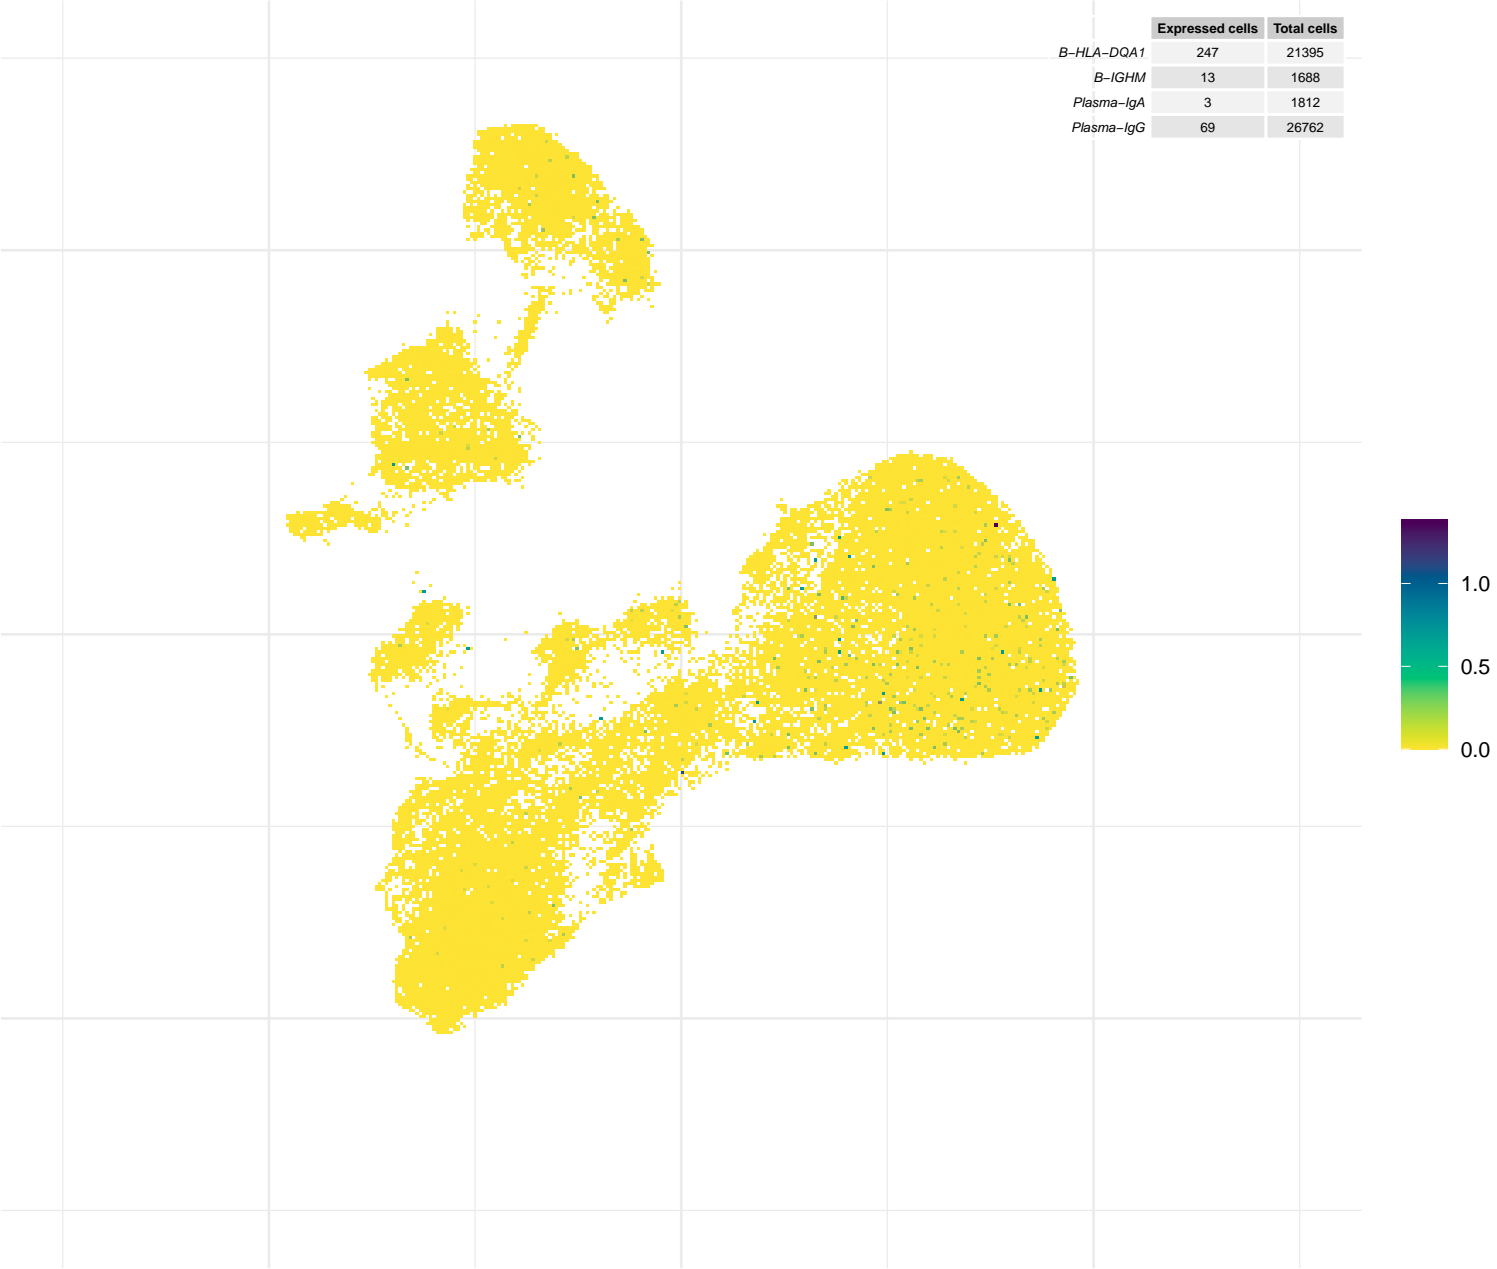 Expressed cells Total cells
B−HLA−DQA1 247 21395
B−IGHM 13 1688
Plasma−IgA 3 1812
Plasma−IgG 69 26762
1.0
0.5
0.0